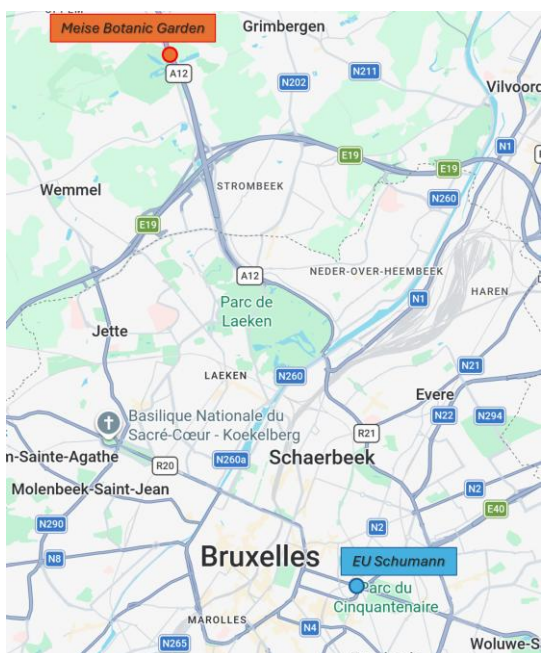 Meise Botanic Garden
Grimbergen
A12
N202
N211
Vilvoord
N1
E19
E19
STROMBEEK
N260
Wemmel
E19
A12
NEDER-OVER-HEEMBEEK
HAREN
Parc de
Laeken
N1
Jette
LAEKEN
N260
N21
Evere
N22
N294
Basilique Nationale du
Sacré-Cœur - Koekelberg
R21
n-Sainte-Agathe
R20
N260a
Schaerbeek
Molenbeek-Saint-Jean
N2
E40
N290
N2
N8
Bruxelles
EU Schumann
Parc du
Cinquantenaire
MAROLLES
N4
N265
Woluwe-S